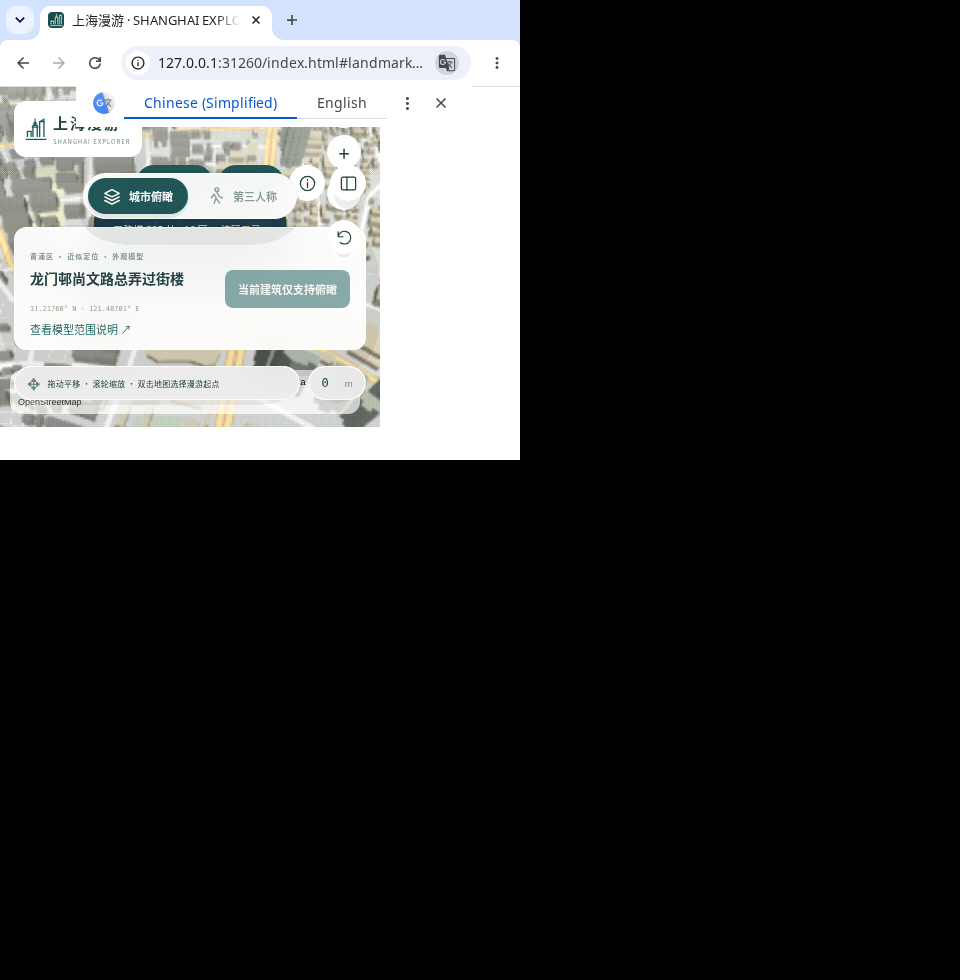 上海漫游 · SHANGHAI EXPLO
127.0.0.1:31260/index.html#landmark...
Chinese (Simplified)
English
上海漫游
SHANGHAI EXPLORER
城市俯瞰
第三人称
黄浦区 · 近似定位 · 外观模型
龙门邨尚文路总弄过街楼
当前建筑仅支持俯瞰
31.21768° N · 121.48701° E
查看模型范围说明 ↗
拖动平移 · 滚轮缩放 · 双击地图选择漫游起点
a
0 m
OpenStreetMap